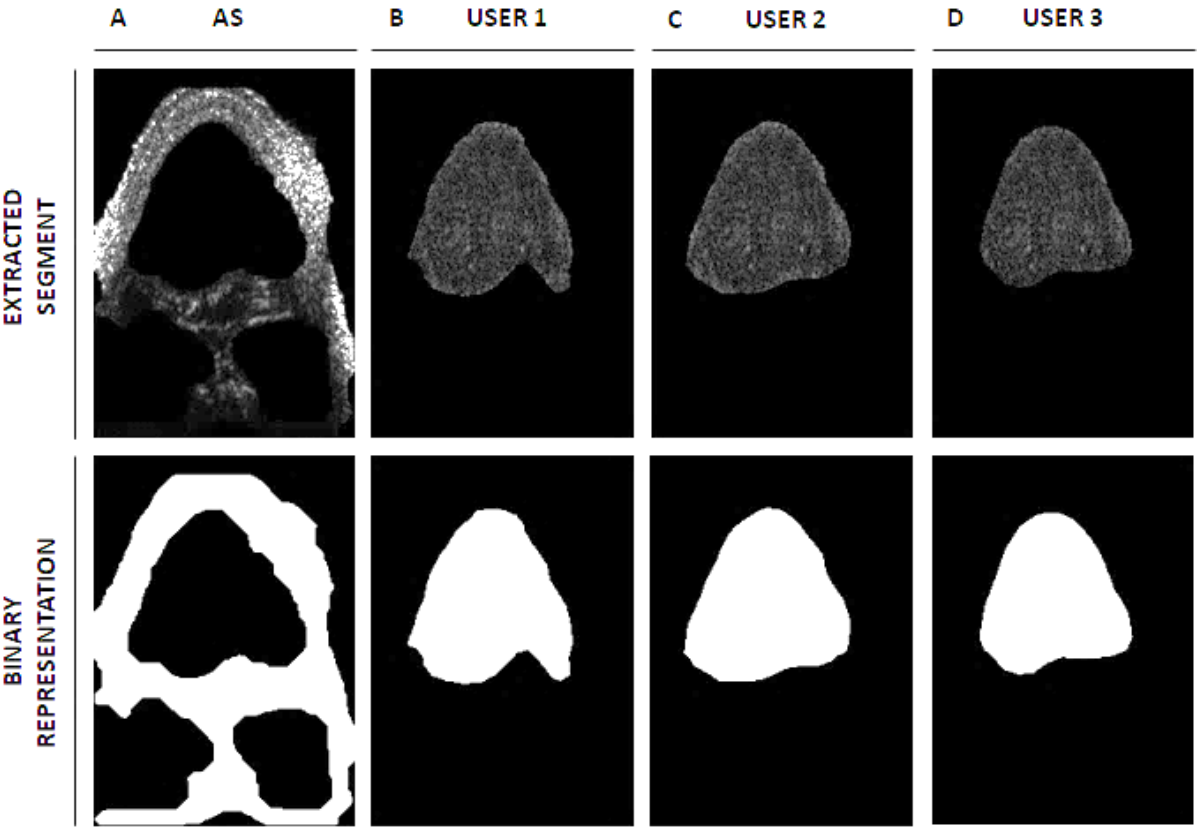 A AS
B USER 1
C USER 2
D USER 3
EXTRACTED
SEGMENT
BINARY
REPRESENTATION